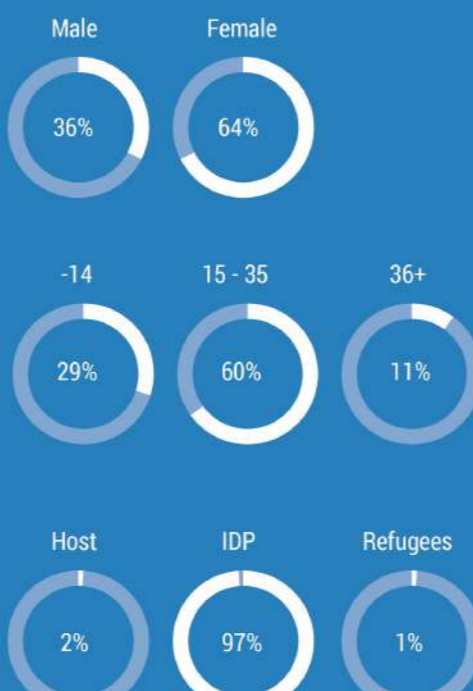 Male Female
36% 64%
-14 15 - 35 36+
29% 60% 11%
Host IDP Refugees
2% 97% 1%